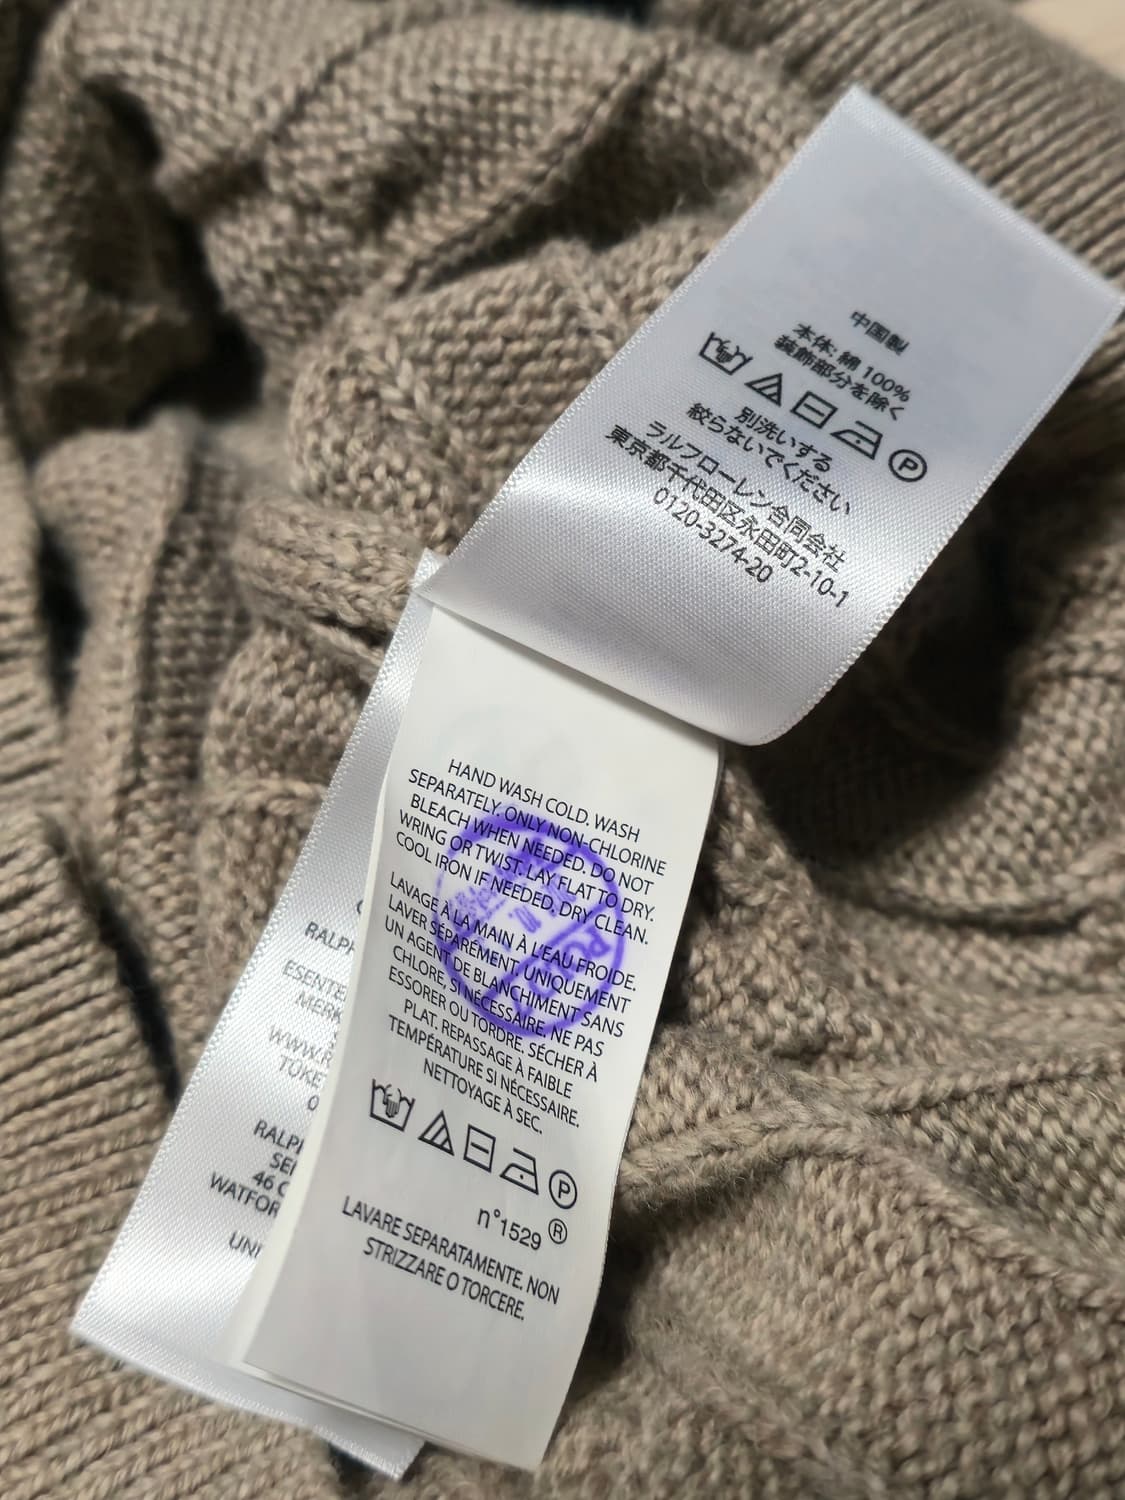 中国製
本体: 綿 100%
装飾部分を除く
P
別洗いする
絞らないでください
ラルフローレン合同会社
東京都千代田区永田町2-10-1
0120-3274-20
HAND WASH COLD. WASH
SEPARATELY. ONLY NON-CHLORINE
BLEACH WHEN NEEDED. DO NOT
WRING OR TWIST. LAY FLAT TO DRY.
COOL IRON IF NEEDED. DRY CLEAN.
LAVAGE À LA MAIN À L'EAU FROIDE.
LAVER SÉPARÉMENT. UNIQUEMENT
UN AGENT DE BLANCHIMENT SANS
CHLORE, SI NÉCESSAIRE. NE PAS
ESSORER OU TORDRE. SÉCHER À
PLAT. REPASSAGE À FAIBLE
TEMPÉRATURE SI NÉCESSAIRE.
NETTOYAGE À SEC.
P
n°1529 ®
LAVARE SEPARATAMENTE. NON
STRIZZARE O TORCERE.
RALPH
ESENTE
MERK
WWW.R
TOKE
0
RALPH
SE
46 C
WATFOR
UNI